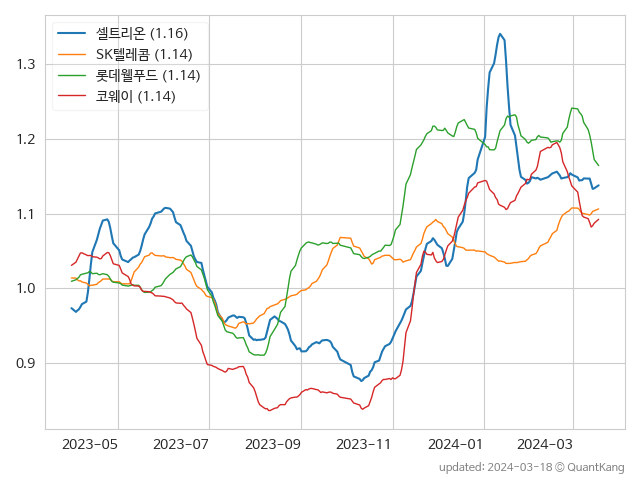 셀트리온 (1.16)
SK텔레콤 (1.14)
롯데웰푸드 (1.14)
코웨이 (1.14)
1.3
1.2
1.1
1.0
0.9
2023-05 2023-07 2023-09 2023-11 2024-01 2024-03
updated: 2024-03-18 © QuantKang